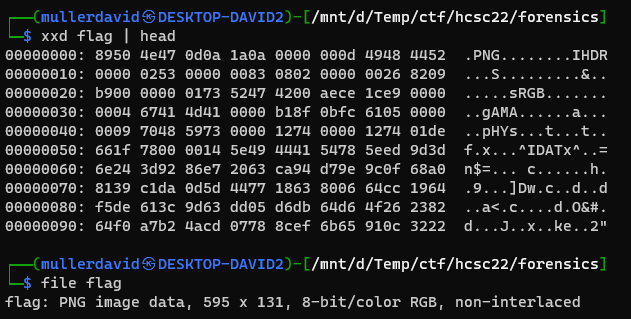 ┌──(mullerdavid㉿DESKTOP-DAVID2)-[/mnt/d/Temp/ctf/hcsc22/forensics]
└─$ xxd flag | head
00000000: 8950 4e47 0d0a 1a0a 0000 000d 4948 4452  .PNG........IHDR
00000010: 0000 0253 0000 0083 0802 0000 0026 8209  ...S.........&..
00000020: b900 0000 0173 5247 4200 aece 1ce9 0000  .....sRGB.......
00000030: 0004 6741 4d41 0000 b18f 0bfc 6105 0000  ..gAMA......a...
00000040: 0009 7048 5973 0000 1274 0000 1274 01de  ..pHYs...t...t..
00000050: 661f 7800 0014 5e49 4441 5478 5eed 9d3d  f.x...^IDATx^..=
00000060: 6e24 3d92 86e7 2063 ca94 d79e 9c0f 68a0  n$=... c......h.
00000070: 8139 c1da 0d5d 4477 1863 8006 64cc 1964  .9...]Dw.c..d..d
00000080: f5de 613c 9d63 dd05 d6db 64d6 4f26 2382  ..a<.c....d.O&#.
00000090: 64f0 a7b2 4acd 0778 8cef 6b65 910c 3222  d...J..x..ke..2"
┌──(mullerdavid㉿DESKTOP-DAVID2)-[/mnt/d/Temp/ctf/hcsc22/forensics]
└─$ file flag
flag: PNG image data, 595 x 131, 8-bit/color RGB, non-interlaced